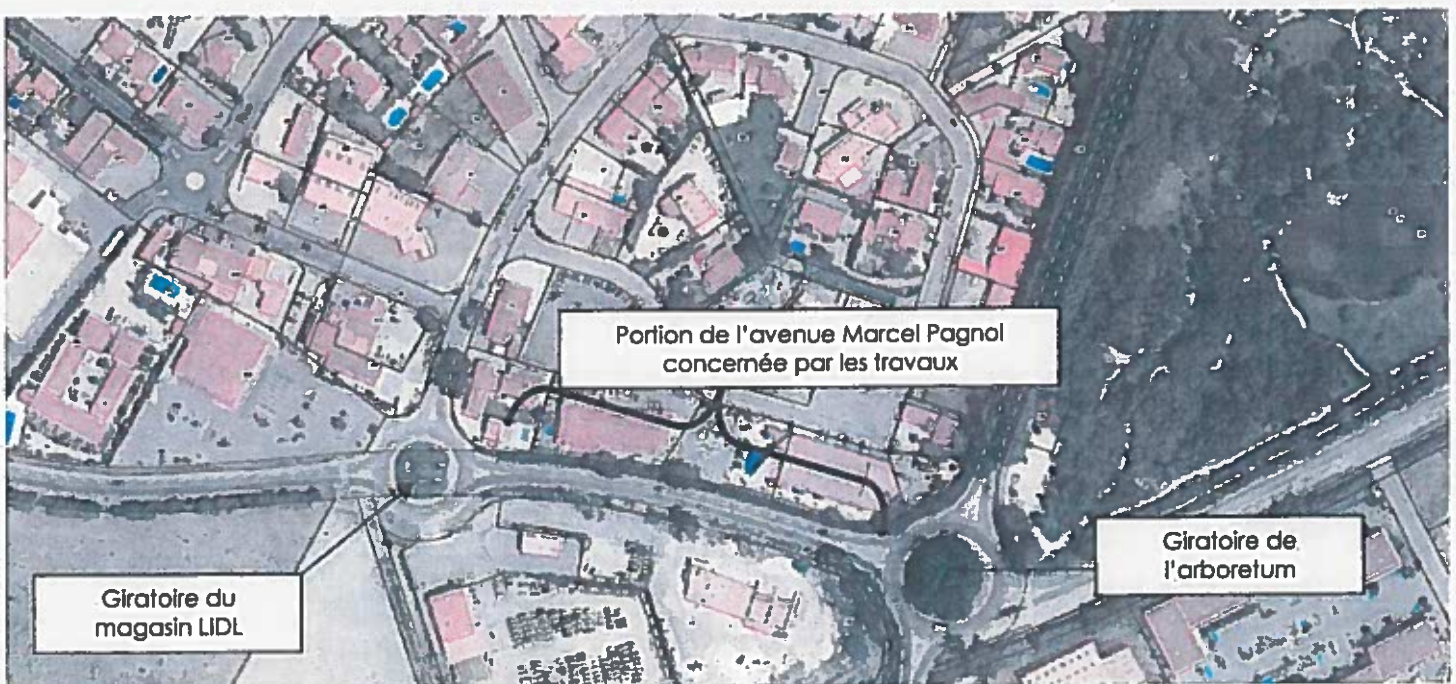 Portion de l'avenue Marcel Pagnol
concernée par les travaux
Giratoire de
l'arboretum
Giratoire du
magasin LIDL